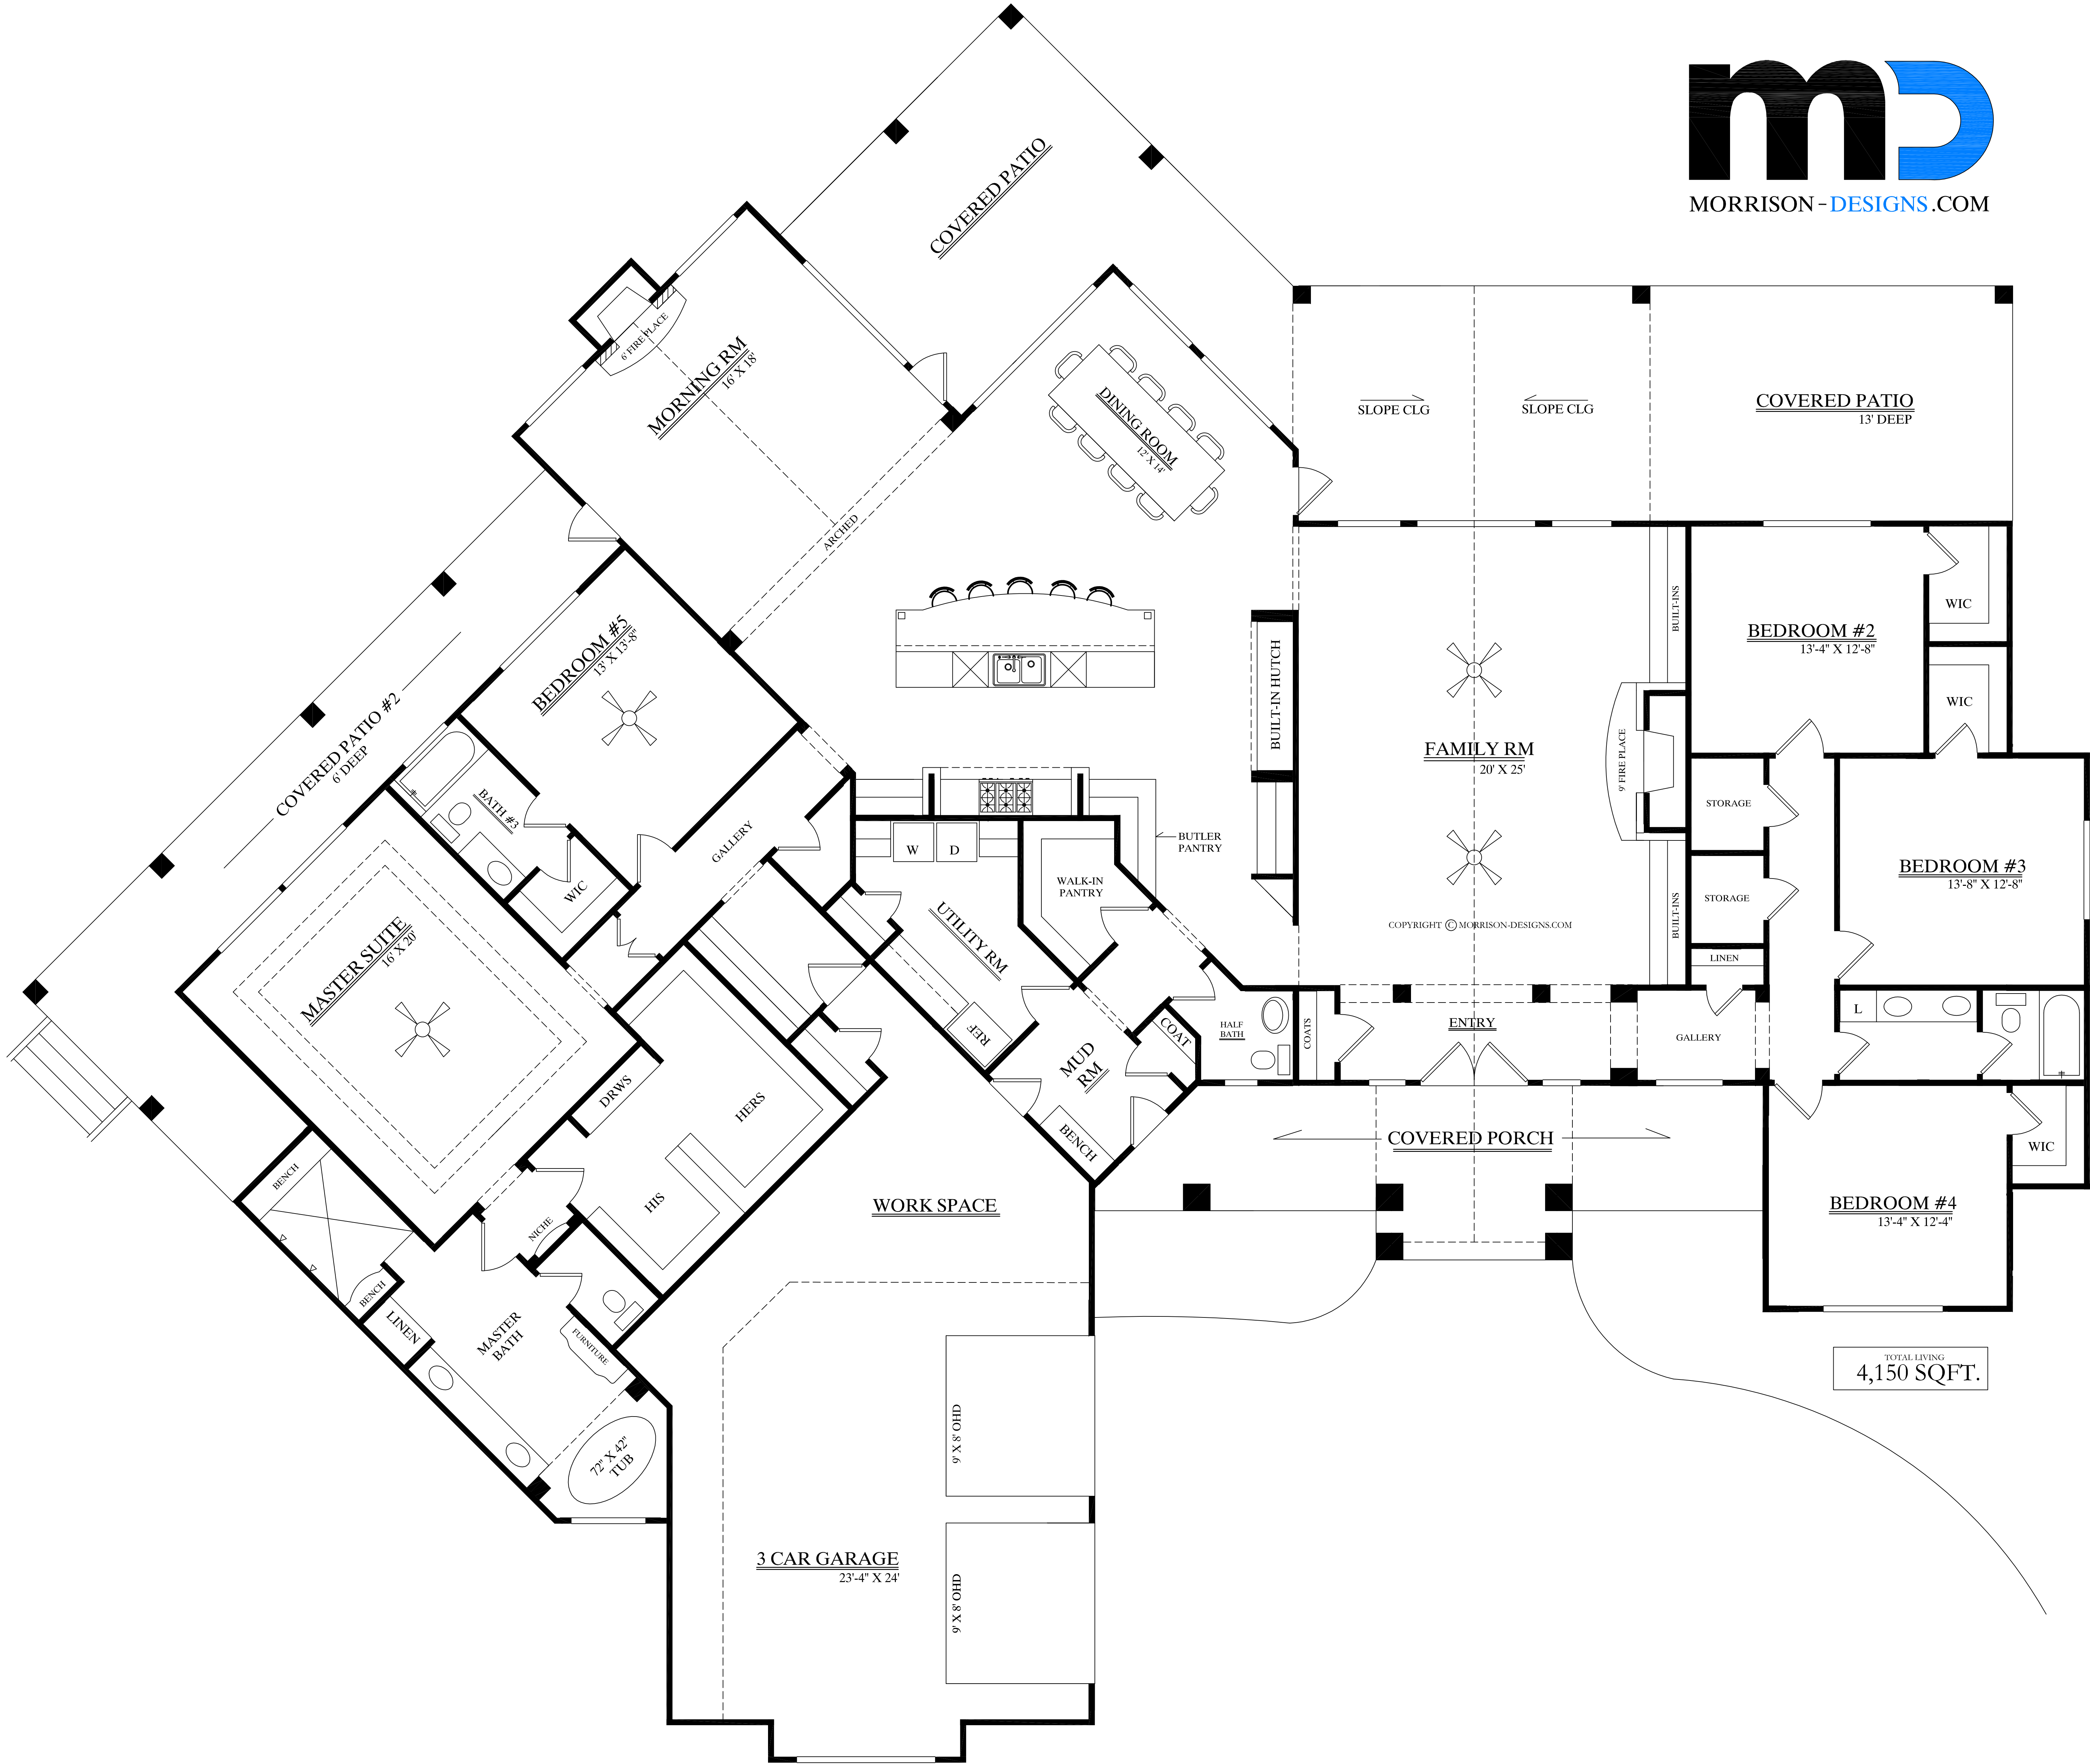 MORRISON-DESIGNS.COM
COVERED PATIO
6' FIRE PLACE
MORNING RM
16' X 18'
ARCHED
DINING ROOM
12' X 14'
SLOPE CLG
SLOPE CLG
COVERED PATIO
13' DEEP
BEDROOM #5
13' X 13'-8"
COVERED PATIO #2
6' DEEP
BATH #3
WIC
GALLERY
BUILT-IN HUTCH
FAMILY RM
20' X 25'
9' FIRE PLACE
BUILT-INS
BUILT-INS
COPYRIGHT © MORRISON-DESIGNS.COM
BEDROOM #2
13'-4" X 12'-8"
WIC
WIC
STORAGE
STORAGE
LINEN
BEDROOM #3
13'-8" X 12'-8"
W
D
WALK-IN
PANTRY
BUTLER
PANTRY
UTILITY RM
REF
MASTER SUITE
16' X 20'
DRWS
HERS
HIS
NICHE
MUD
RM
COAT
BENCH
HALF
BATH
COATS
ENTRY
GALLERY
L
COVERED PORCH
WIC
BEDROOM #4
13'-4" X 12'-4"
WORK SPACE
BENCH
BENCH
LINEN
MASTER
BATH
FURNITURE
72" X 42"
TUB
9' X 8' OHD
9' X 8' OHD
3 CAR GARAGE
23'-4" X 24'
TOTAL LIVING
4,150 SQFT.